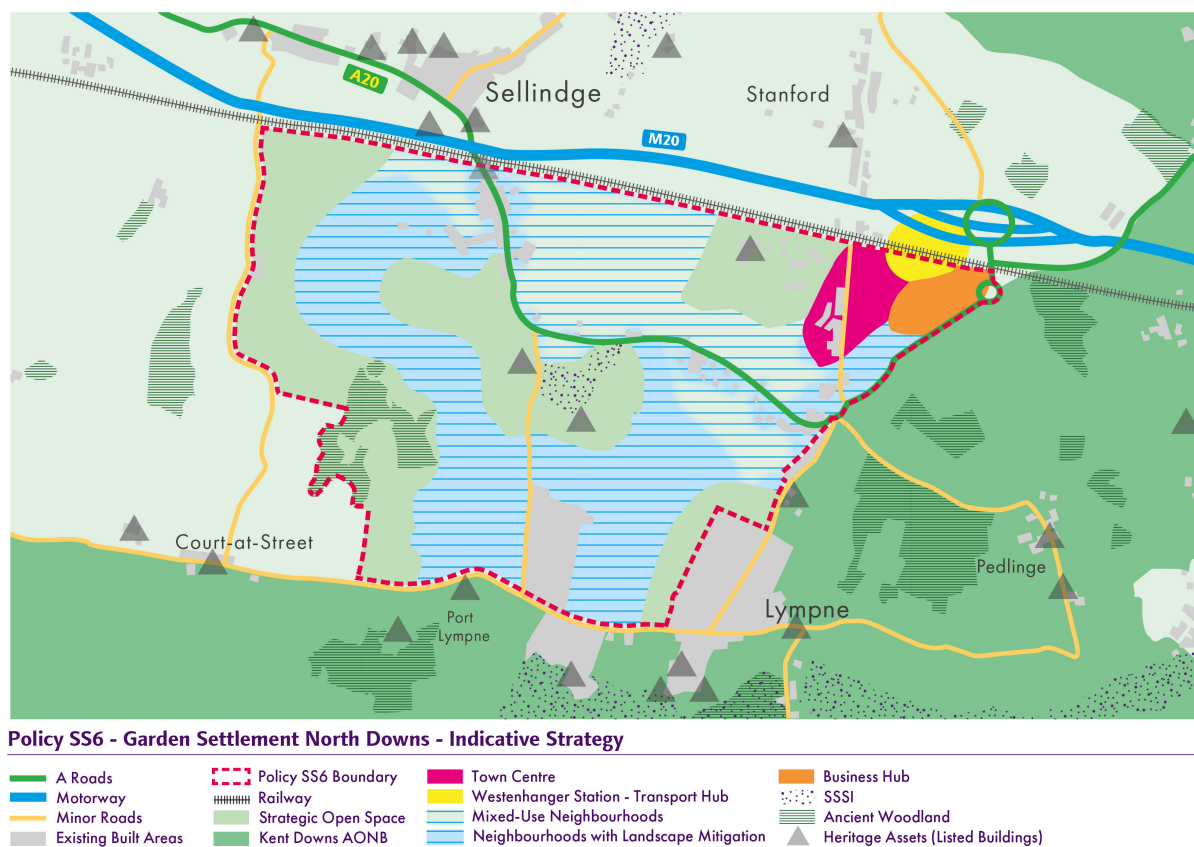 A20
Sellindge
Stanford
M20
Court-at-Street
Pedlinge
Port
Lympne
Lympne
Policy SS6 - Garden Settlement North Downs - Indicative Strategy
A Roads
Policy SS6 Boundary
Town Centre
Business Hub
Motorway
Railway
Westenhanger Station - Transport Hub
SSSI
Minor Roads
Strategic Open Space
Mixed-Use Neighbourhoods
Ancient Woodland
Existing Built Areas
Kent Downs AONB
Neighbourhoods with Landscape Mitigation
Heritage Assets (Listed Buildings)